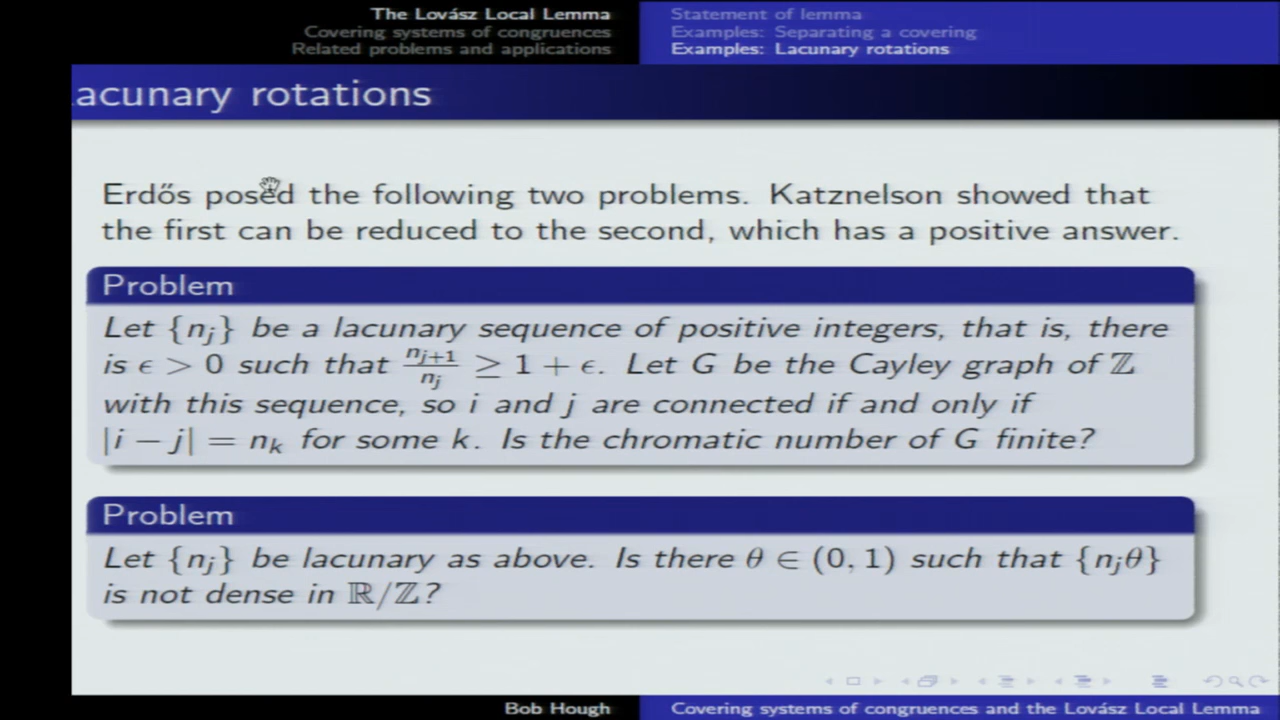 The Lovász Local Lemma
Covering systems of congruences
Related problems and applications
Statement of lemma
Examples: Separating a covering
Examples: Lacunary rotations
acunary rotations
Erdős posed the following two problems. Katznelson showed that
the first can be reduced to the second, which has a positive answer.
Problem
Let {n_j} be a lacunary sequence of positive integers, that is, there
is ϵ > 0 such that n_{j+1}/n_j ≥ 1 + ϵ. Let G be the Cayley graph of ℤ
with this sequence, so i and j are connected if and only if
|i − j| = n_k for some k. Is the chromatic number of G finite?
Problem
Let {n_j} be lacunary as above. Is there θ ∈ (0, 1) such that {n_jθ}
is not dense in ℝ/ℤ?
Bob Hough
Covering systems of congruences and the Lovász Local Lemma